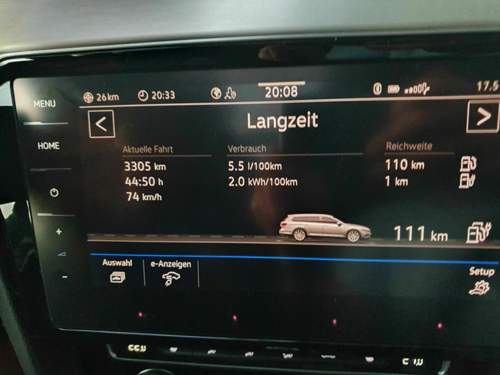 MENU
26 km
20:33
20:08
17.5
Langzeit
HOME
Aktuelle Fahrt
Verbrauch
Reichweite
3305 km
5.5 l/100km
110 km
44:50 h
2.0 kWh/100km
1 km
74 km/h
111 km
+
-
Auswahl
e-Anzeigen
Setup